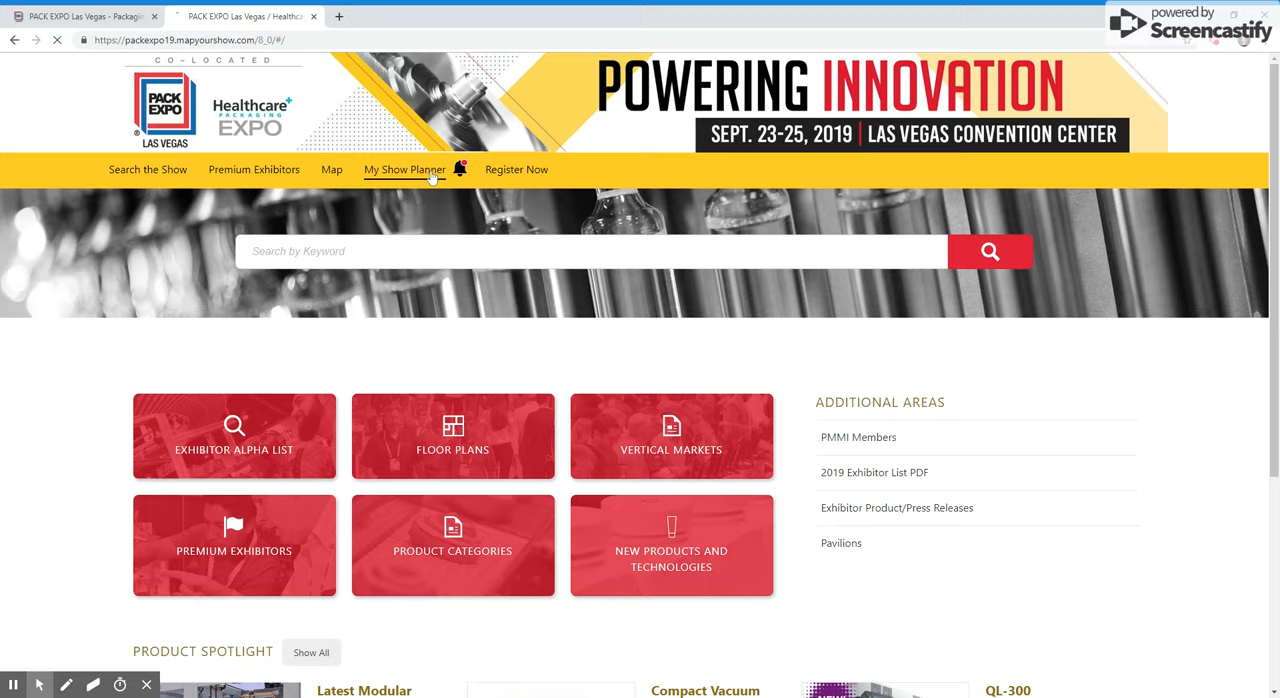 PACK EXPO Las Vegas - Packagin
PACK EXPO Las Vegas / Healthca
powered by
Screencastify
https://packexpo19.mapyourshow.com/8_0/#/
CO-LOCATED
PACK
EXPO
®
LAS VEGAS
Healthcare
PACKAGING
EXPO
POWERING INNOVATION
SEPT. 23-25, 2019 | LAS VEGAS CONVENTION CENTER
Search the Show
Premium Exhibitors
Map
My Show Planner
Register Now
Search by Keyword
EXHIBITOR ALPHA LIST
FLOOR PLANS
VERTICAL MARKETS
PREMIUM EXHIBITORS
PRODUCT CATEGORIES
NEW PRODUCTS AND
TECHNOLOGIES
ADDITIONAL AREAS
PMMI Members
2019 Exhibitor List PDF
Exhibitor Product/Press Releases
Pavilions
PRODUCT SPOTLIGHT
Show All
Latest Modular
Compact Vacuum
NEW
QL-300